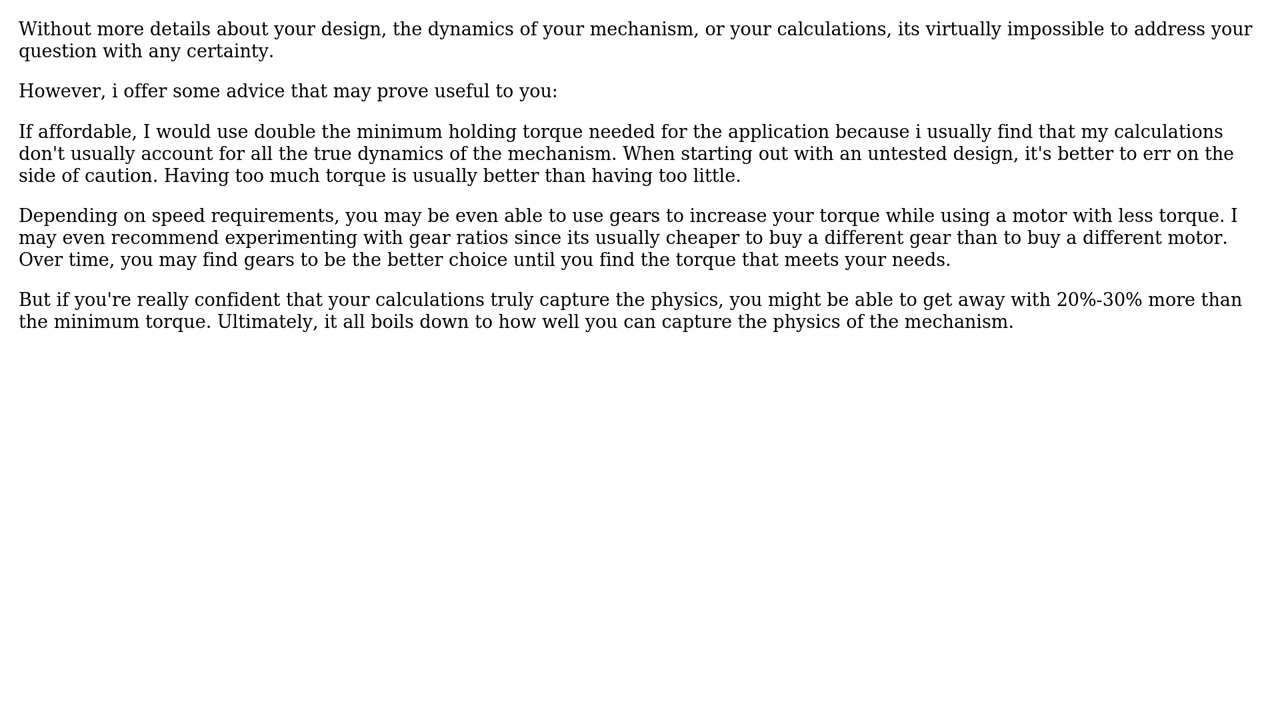 Without more details about your design, the dynamics of your mechanism, or your calculations, its virtually impossible to address your
question with any certainty.
However, i offer some advice that may prove useful to you:
If affordable, I would use double the minimum holding torque needed for the application because i usually find that my calculations
don't usually account for all the true dynamics of the mechanism. When starting out with an untested design, it's better to err on the
side of caution. Having too much torque is usually better than having too little.
Depending on speed requirements, you may be even able to use gears to increase your torque while using a motor with less torque. I
may even recommend experimenting with gear ratios since its usually cheaper to buy a different gear than to buy a different motor.
Over time, you may find gears to be the better choice until you find the torque that meets your needs.
But if you're really confident that your calculations truly capture the physics, you might be able to get away with 20%-30% more than
the minimum torque. Ultimately, it all boils down to how well you can capture the physics of the mechanism.